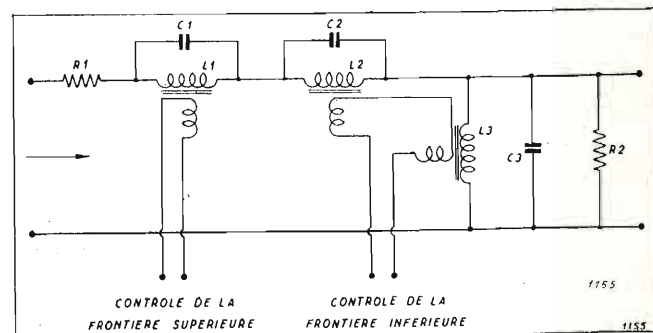 C1
C2
R1
L1
L2
L3
C3
R2
CONTROLE DE LA
FRONTIERE SUPERIEURE
CONTROLE DE LA
FRONTIERE INFERIEURE
1155
1155